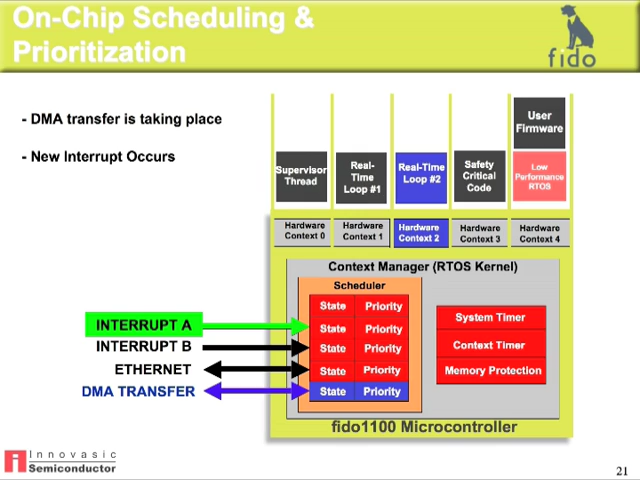 On-Chip Scheduling &
Prioritization
fido
- DMA transfer is taking place
- New Interrupt Occurs
User
Firmware
Supervisor
Thread
Real-
Time
Loop #1
Real-Time
Loop #2
Safety
Critical
Code
Low
Performance
RTOS
Hardware
Context 0
Hardware
Context 1
Hardware
Context 2
Hardware
Context 3
Hardware
Context 4
Context Manager (RTOS Kernel)
Scheduler
State Priority
State Priority
State Priority
State Priority
State Priority
System Timer
Context Timer
Memory Protection
INTERRUPT A
INTERRUPT B
ETHERNET
DMA TRANSFER
fido1100 Microcontroller
Innovasic
Semiconductor
21